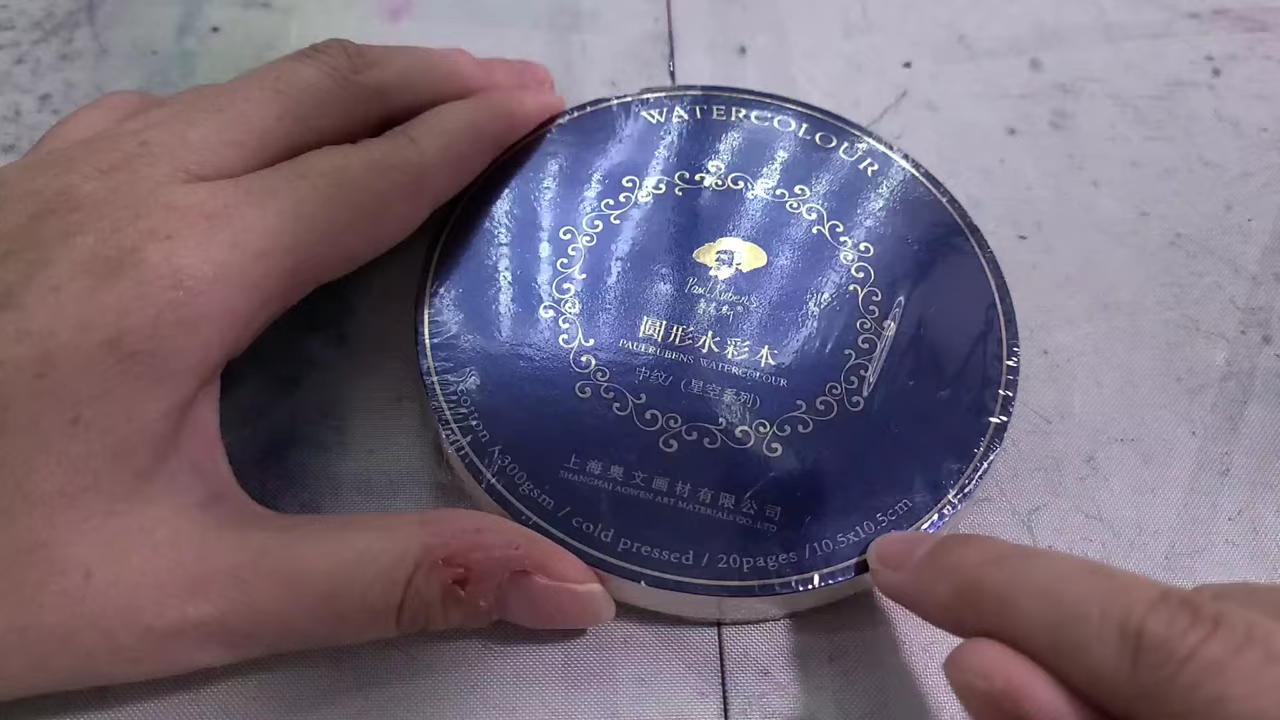 WATERCOLOUR
Paul Rubens
圆形水彩本
PAUL RUBENS WATERCOLOUR
中纹/(星空系列)
上海奥文画材有限公司
SHANGHAI AOWEN ART MATERIALS CO.,LTD
Cotton / 300gsm / cold pressed / 20pages / 10.5x10.5cm